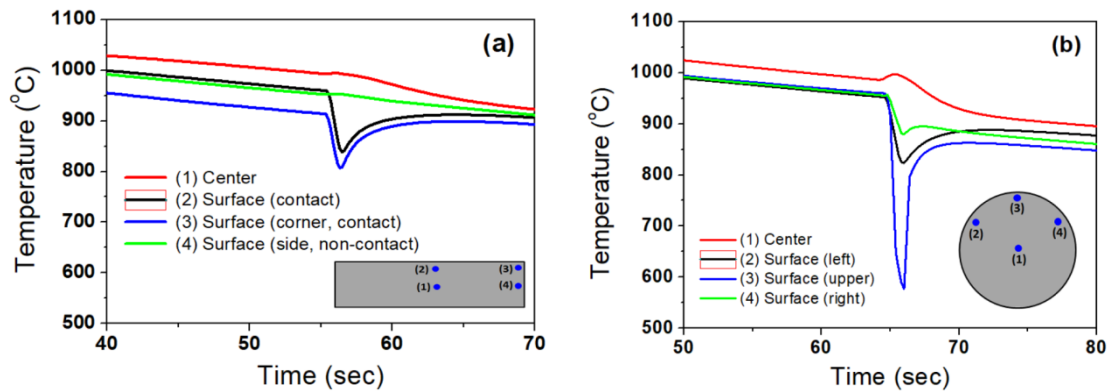 1100
1000
900
800
700
600
500
Temperature (°C)
(a)
(1) Center
(2) Surface (contact)
(3) Surface (corner, contact)
(4) Surface (side, non-contact)
(2)
(3)
(1)
(4)
40
50
60
70
Time (sec)
1100
1000
900
800
700
600
500
Temperature (°C)
(b)
(1) Center
(2) Surface (left)
(3) Surface (upper)
(4) Surface (right)
(3)
(2)
(4)
(1)
50
60
70
80
Time (sec)